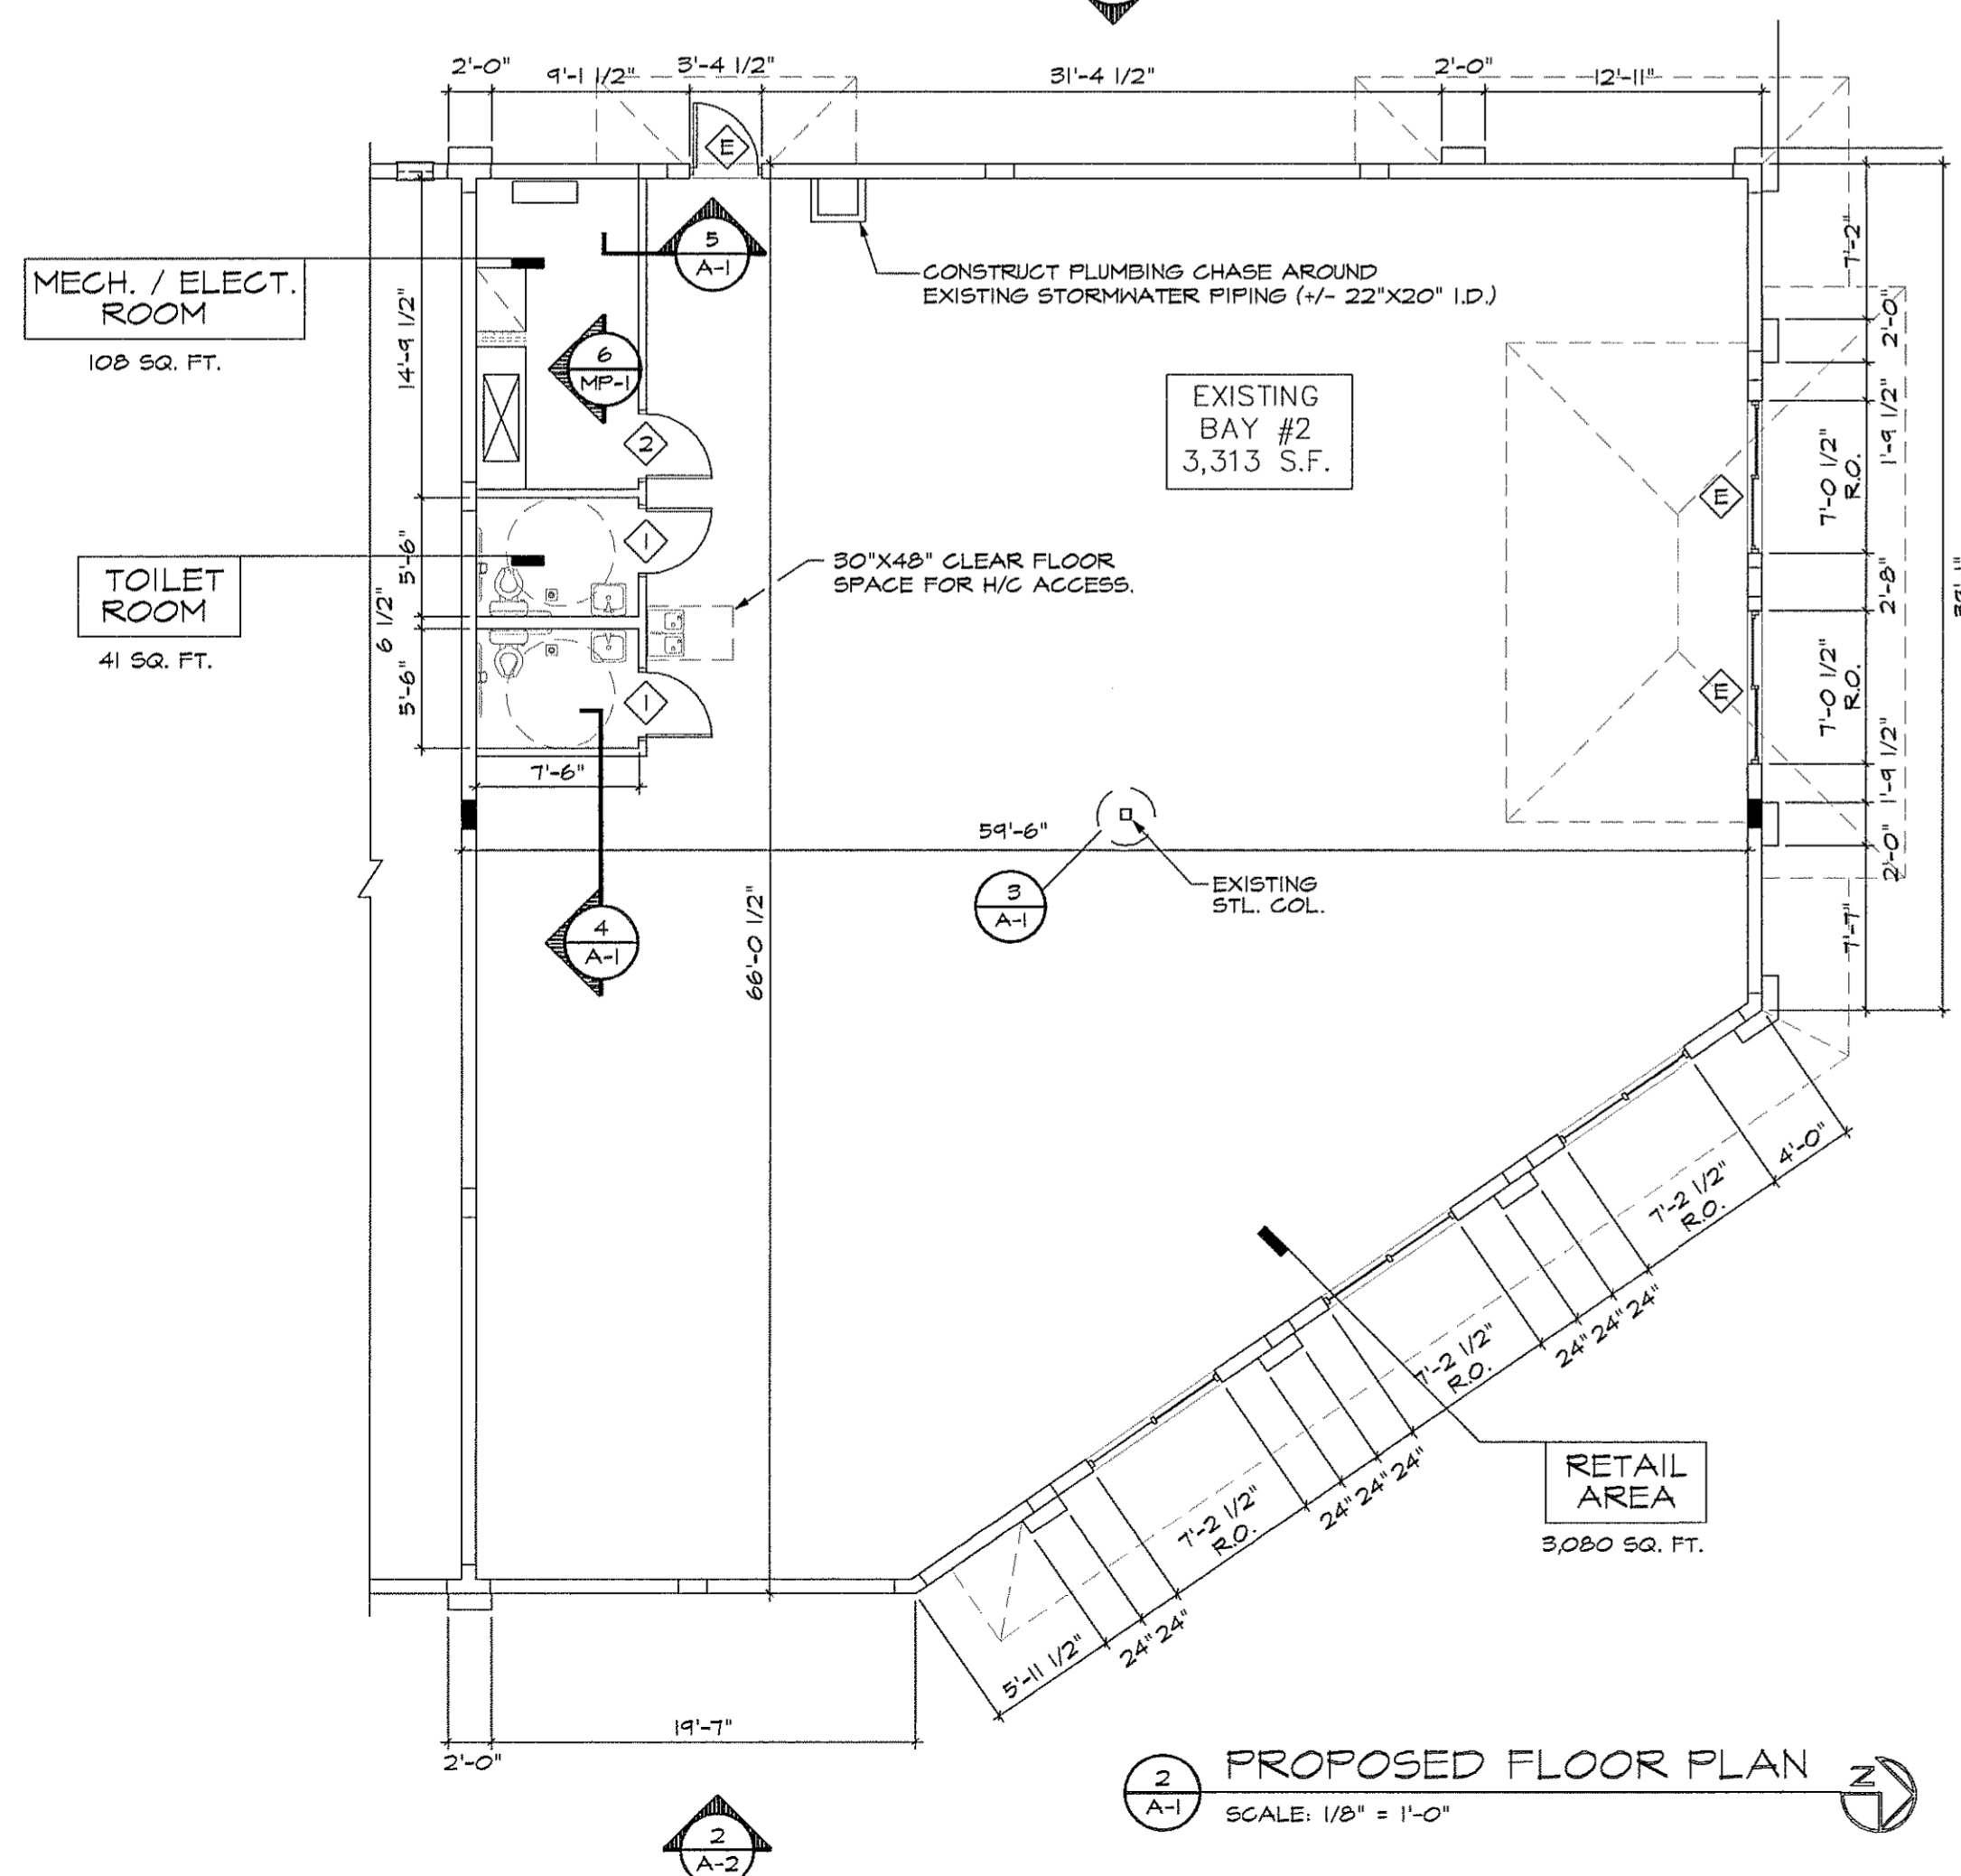 2'-0" 9'-1 1/2" 3'-4 1/2" 31'-4 1/2" 2'-0" 12'-11"
E
5
A-1
MECH. / ELECT.
ROOM
108 SQ. FT.
14'-9 1/2"
CONSTRUCT PLUMBING CHASE AROUND
EXISTING STORMWATER PIPING (+/- 22"X20" I.D.)
7'-2"
2'-0"
6
MP-1
EXISTING
BAY #2
3,313 S.F.
1'-9 1/2"
2
E
7'-0 1/2"
R.O.
1
TOILET
ROOM
41 SQ. FT.
5'-6"
6 1/2"
5'-6"
30"X48" CLEAR FLOOR
SPACE FOR H/C ACCESS.
2'-8"
1
E
7'-0 1/2"
R.O.
7'-6"
1'-9 1/2"
2'-0"
59'-6"
3
A-1
EXISTING
STL. COL.
4
A-1
66'-0 1/2"
7'-7"
4'-0"
7'-2 1/2"
R.O.
24" 24" 24"
7'-2 1/2"
R.O.
24" 24" 24"
7'-2 1/2"
R.O.
24" 24"
5'-11 1/2"
RETAIL
AREA
3,080 SQ. FT.
19'-7"
2'-0"
2
A-1
PROPOSED FLOOR PLAN
SCALE: 1/8" = 1'-0"
N
2
A-2